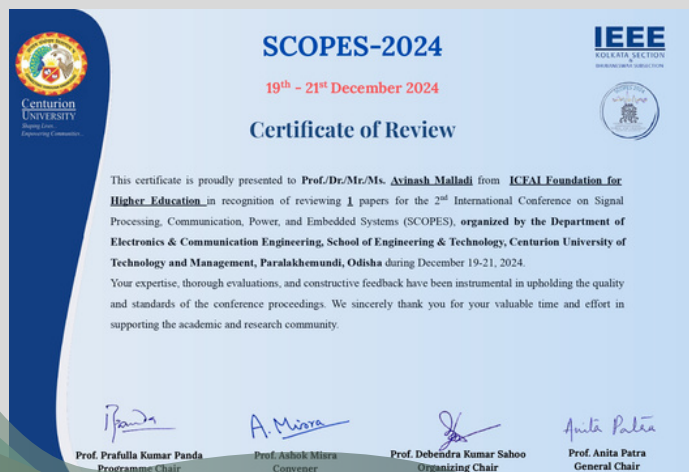 SCOPES-2024
19th - 21st December 2024
Certificate of Review
Centurion
UNIVERSITY
Shaping Lives...
Empowering Communities...
IEEE
KOLKATA SECTION
BHUBANESWAR SUBSECTION
This certificate is proudly presented to Prof./Dr./Mr./Ms. Avinash Malladi from ICFAI Foundation for
Higher Education in recognition of reviewing 1 papers for the 2nd International Conference on Signal
Processing, Communication, Power, and Embedded Systems (SCOPES), organized by the Department of
Electronics & Communication Engineering, School of Engineering & Technology, Centurion University of
Technology and Management, Paralakhemundi, Odisha during December 19-21, 2024.
Your expertise, thorough evaluations, and constructive feedback have been instrumental in upholding the quality
and standards of the conference proceedings. We sincerely thank you for your valuable time and effort in
supporting the academic and research community.
A. Misra
Anita Patra
Prof. Prafulla Kumar Panda
Programme Chair
Prof. Ashok Misra
Convener
Prof. Debendra Kumar Sahoo
Organizing Chair
Prof. Anita Patra
General Chair